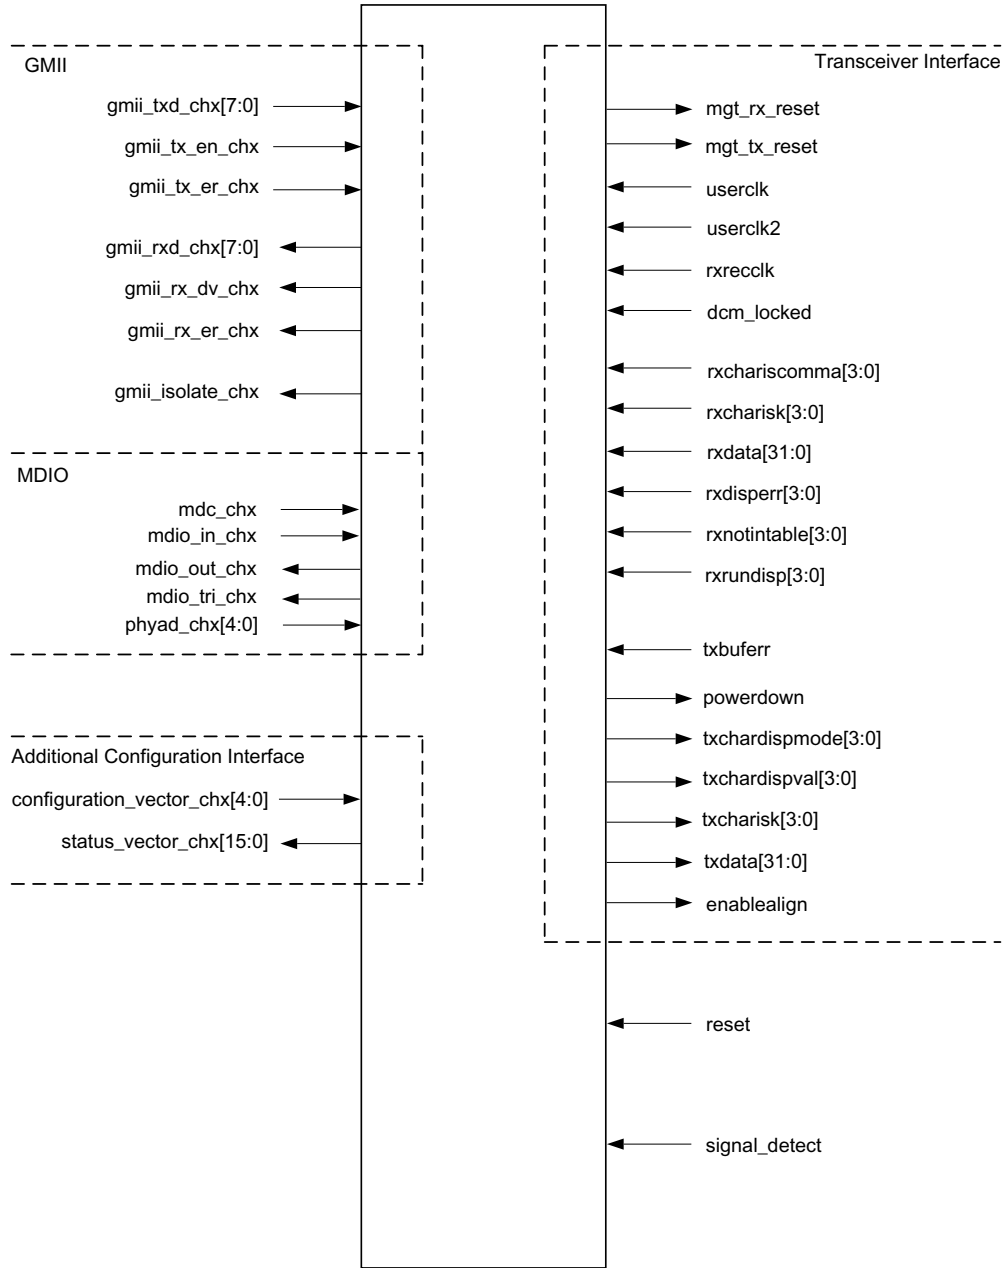 GMII
gmii_txd_chx[7:0]
gmii_tx_en_chx
gmii_tx_er_chx
gmii_rxd_chx[7:0]
gmii_rx_dv_chx
gmii_rx_er_chx
gmii_isolate_chx
MDIO
mdc_chx
mdio_in_chx
mdio_out_chx
mdio_tri_chx
phyad_chx[4:0]
Additional Configuration Interface
configuration_vector_chx[4:0]
status_vector_chx[15:0]
Transceiver Interface
mgt_rx_reset
mgt_tx_reset
userclk
userclk2
rxrecclk
dcm_locked
rxchariscomma[3:0]
rxcharisk[3:0]
rxdata[31:0]
rxdisperr[3:0]
rxnotintable[3:0]
rxrundisp[3:0]
txbuferr
powerdown
txchardispmode[3:0]
txchardispval[3:0]
txcharisk[3:0]
txdata[31:0]
enablealign
reset
signal_detect